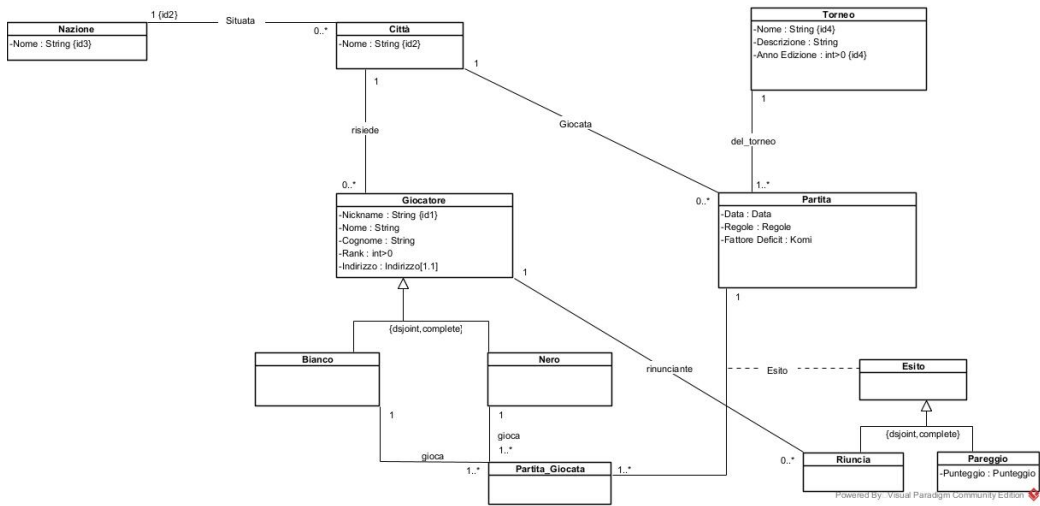 1 {id2}
Situata
0..*
Nazione
-Nome : String {id3}
Città
-Nome : String {id2}
Torneo
-Nome : String {id4}
-Descrizione : String
-Anno Edizione : int>0 {id4}
1
1
1
risiede
Giocata
del_torneo
0..*
0..*
1..*
Giocatore
-Nickname : String {id1}
-Nome : String
-Cognome : String
-Rank : int>0
-Indirizzo : Indirizzo[1.1]
Partita
-Data : Data
-Regole : Regole
-Fattore Deficit : Komi
1
1
{dsjoint,complete}
Bianco
Nero
rinunciante
Esito
Esito
{dsjoint,complete}
1
1
gioca
gioca
1..*
1..*
Partita_Giocata
1..*
0..*
Riuncia
Pareggio
-Punteggio : Punteggio
Powered By Visual Paradigm Community Edition